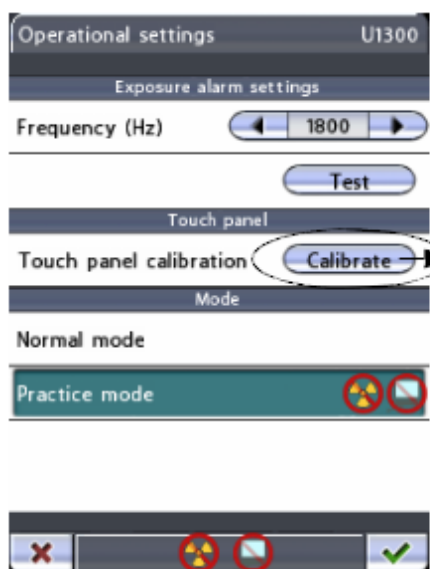 Operational settings U1300
Exposure alarm settings
Frequency (Hz) 1800
Test
Touch panel
Touch panel calibration Calibrate
Mode
Normal mode
Practice mode